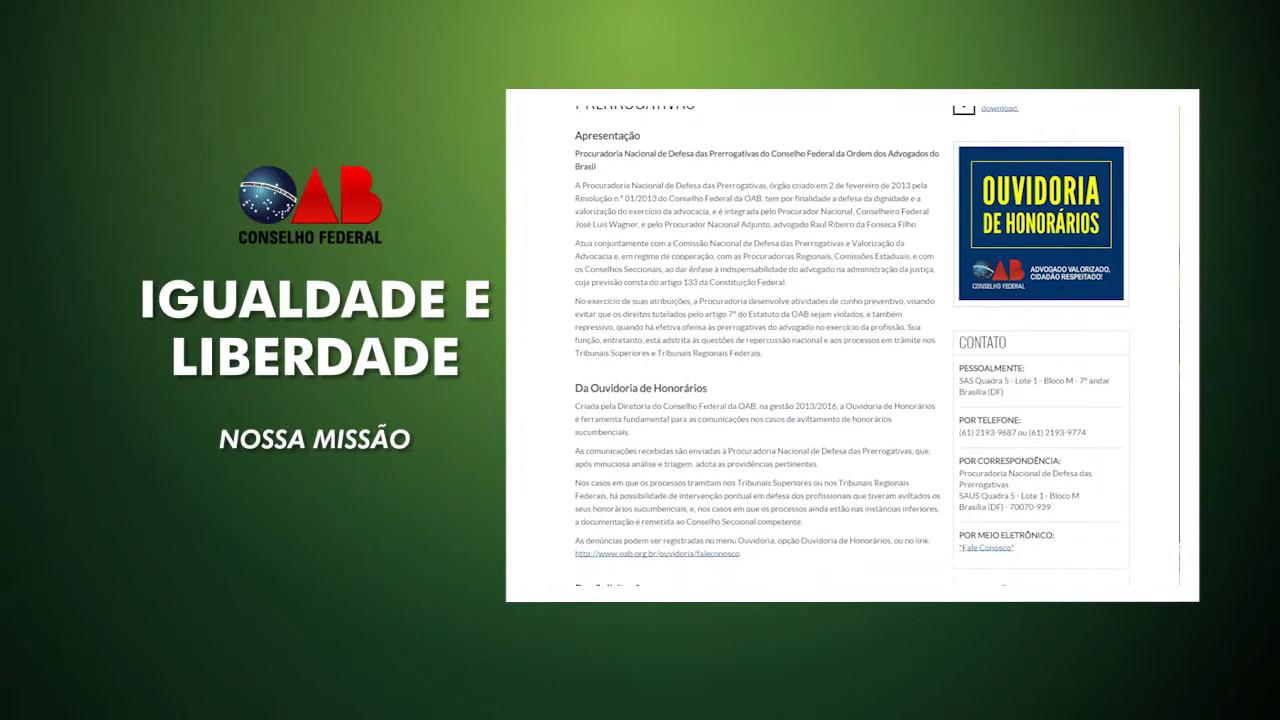 OAB
CONSELHO FEDERAL
IGUALDADE E
LIBERDADE
NOSSA MISSÃO
PRERROGATIVAS
Apresentação
Procuradoria Nacional de Defesa das Prerrogativas do Conselho Federal da Ordem dos Advogados do
Brasil
A Procuradoria Nacional de Defesa das Prerrogativas, órgão criado em 2 de fevereiro de 2013 pela
Resolução n.º 01/2013 do Conselho Federal da OAB, tem por finalidade a defesa da dignidade e a
valorização do exercício da advocacia, e é integrada pelo Procurador Nacional, Conselheiro Federal
José Luis Wagner, e pelo Procurador Nacional Adjunto, advogado Raul Ribeiro da Fonseca Filho.
Atua conjuntamente com a Comissão Nacional de Defesa das Prerrogativas e Valorização da
Advocacia e, em regime de cooperação, com as Procuradorias Regionais, Comissões Estaduais, e com
os Conselhos Seccionais, ao dar ênfase à indispensabilidade do advogado na administração da justiça,
cuja previsão consta do artigo 133 da Constituição Federal.
No exercício de suas atribuições, a Procuradoria desenvolve atividades de cunho preventivo, visando
evitar que os direitos tutelados pelo artigo 7º do Estatuto da OAB sejam violados, e também
repressivo, quando há efetiva ofensa às prerrogativas do advogado no exercício da profissão. Sua
função, entretanto, está adstrita às questões de repercussão nacional e aos processos em trâmite nos
Tribunais Superiores e Tribunais Regionais Federais.
Da Ouvidoria de Honorários
Criada pela Diretoria do Conselho Federal da OAB, na gestão 2013/2016, a Ouvidoria de Honorários
é ferramenta fundamental para as comunicações nos casos de aviltamento de honorários
sucumbenciais.
As comunicações recebidas são enviadas à Procuradoria Nacional de Defesa das Prerrogativas, que,
após minuciosa análise e triagem, adota as providências pertinentes.
Nos casos em que os processos tramitam nos Tribunais Superiores ou nos Tribunais Regionais
Federais, há possibilidade de intervenção pontual em defesa dos profissionais que tiveram aviltados os
seus honorários sucumbenciais, e, nos casos em que os processos ainda estão nas instâncias inferiores,
a documentação é remetida ao Conselho Seccional competente.
As denúncias podem ser registradas no menu Ouvidoria, opção Ouvidoria de Honorários, ou no link:
http://www.oab.org.br/ouvidoria/faleconosco
download.
OUVIDORIA
DE HONORÁRIOS
OAB
CONSELHO FEDERAL
ADVOGADO VALORIZADO,
CIDADÃO RESPEITADO!
CONTATO
PESSOALMENTE:
SAS Quadra 5 - Lote 1 - Bloco M - 7º andar
Brasília (DF)
POR TELEFONE:
(61) 2193-9687 ou (61) 2193-9774
POR CORRESPONDÊNCIA:
Procuradoria Nacional de Defesa das
Prerrogativas
SAUS Quadra 5 - Lote 1 - Bloco M
Brasília (DF) - 70070-939
POR MEIO ELETRÔNICO:
"Fale Conosco"